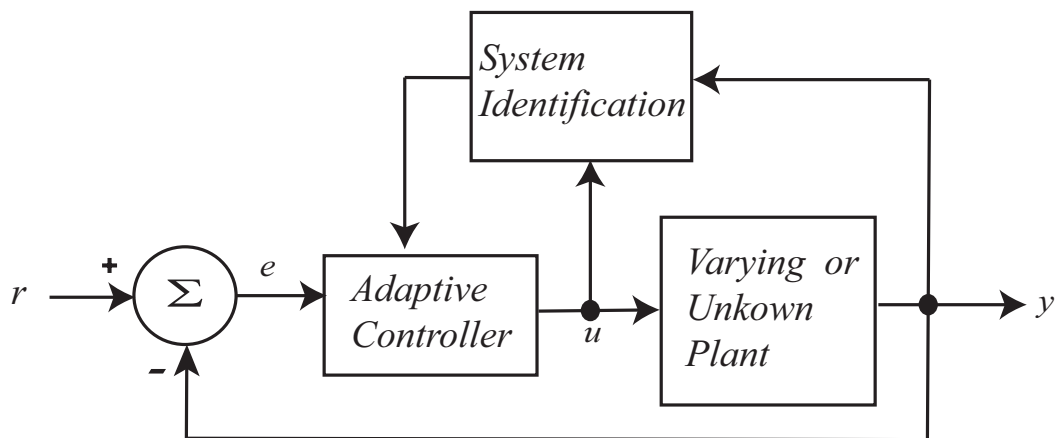 System
Identification
+
r
Σ
e
-
Adaptive
Controller
u
Varying or
Unkown
Plant
y